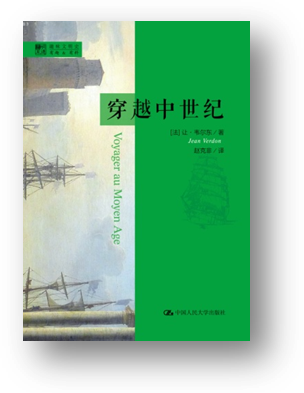 穿越中世纪
[法] 让·韦尔东/著
Jean Verdon
赵克非/译
Voyager au Moyen Age
中国人民大学出版社